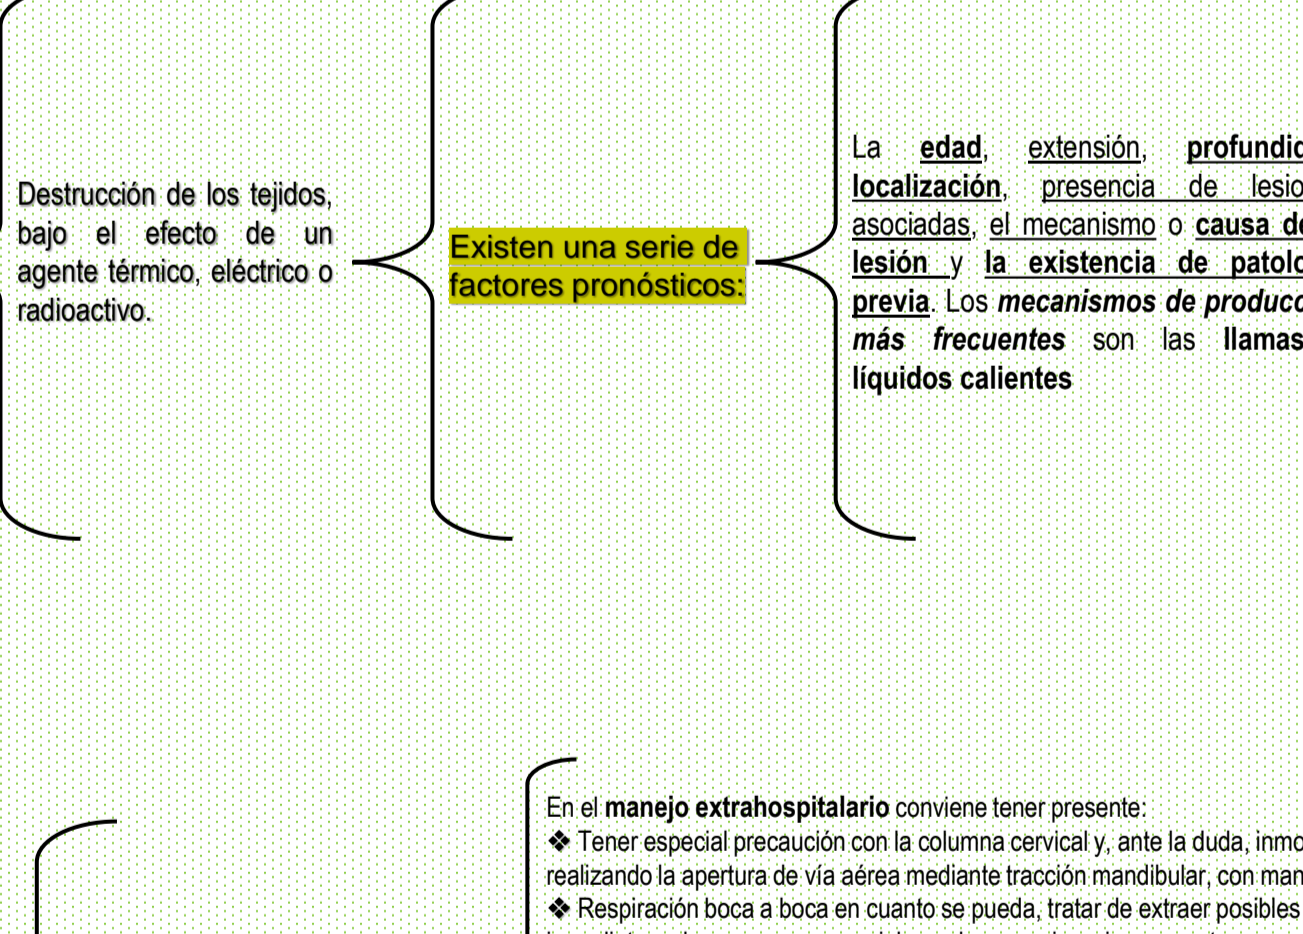 Destrucción de los tejidos,
bajo el efecto de un
agente térmico, eléctrico o
radioactivo.
Existen una serie de
factores pronósticos:
La edad, extensión,
localización, presencia de
asociadas, el mecanismo o causa
lesión y la existencia de
previa. Los mecanismos de
más frecuentes son las llamas
líquidos calientes
En el manejo extrahospitalario conviene tener presente:
❖ Tener especial precaución con la columna cervical y, ante la duda,
realizando la apertura de vía aérea mediante tracción mandibular, con
❖ Respiración boca a boca en cuanto se pueda, tratar de extraer posibles